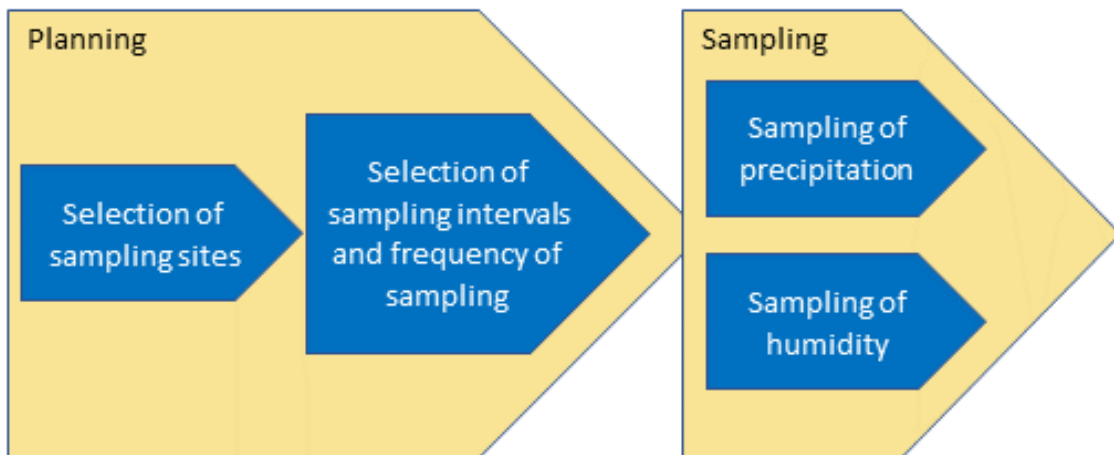 Planning
Selection of
sampling sites
Selection of
sampling intervals
and frequency of
sampling
Sampling
Sampling of
precipitation
Sampling of
humidity